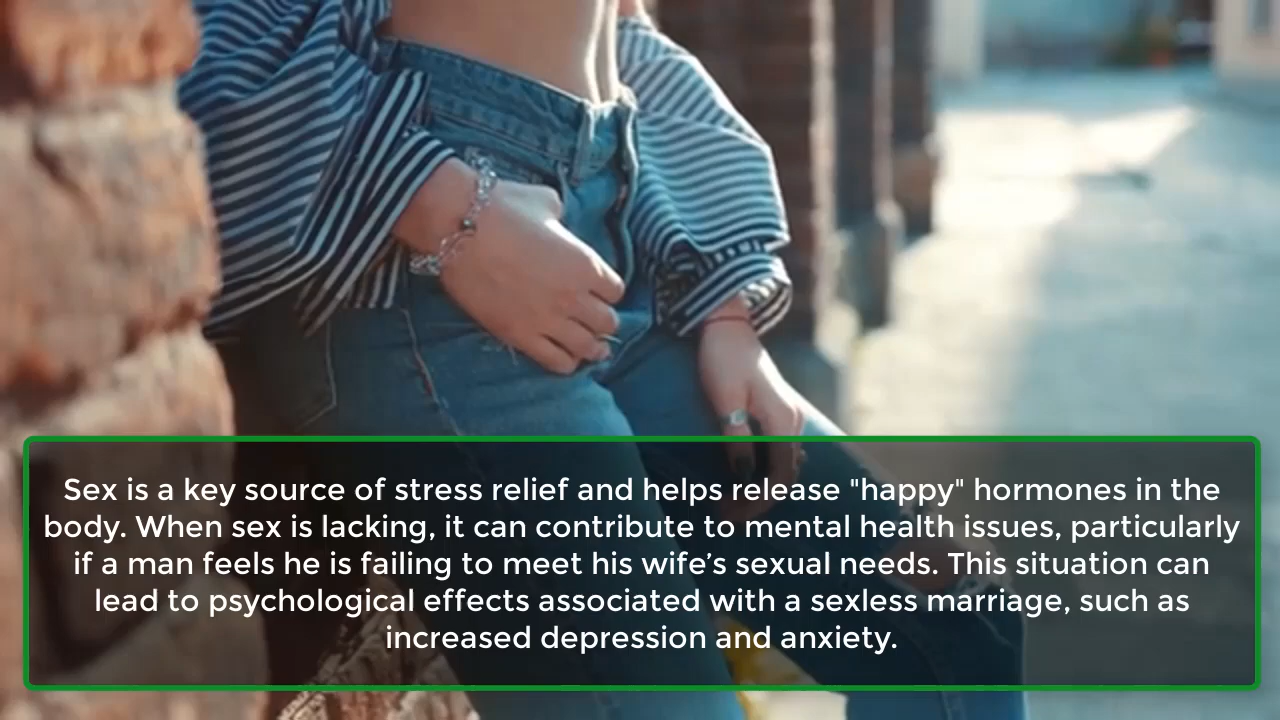 Sex is a key source of stress relief and helps release "happy" hormones in the
body. When sex is lacking, it can contribute to mental health issues, particularly
if a man feels he is failing to meet his wife’s sexual needs. This situation can
lead to psychological effects associated with a sexless marriage, such as
increased depression and anxiety.